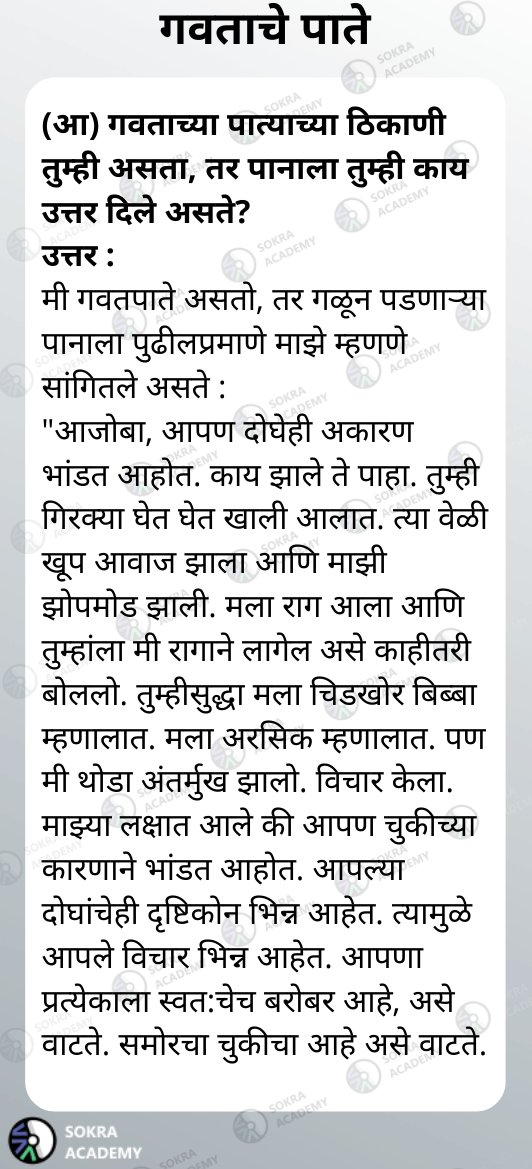 गवताचे पाते
(आ) गवताच्या पात्याच्या ठिकाणी
तुम्ही असता, तर पानाला तुम्ही काय
उत्तर दिले असते?
उत्तर :
मी गवतपाते असतो, तर गळून पडणाऱ्या
पानाला पुढीलप्रमाणे माझे म्हणणे
सांगितले असते :
"आजोबा, आपण दोघेही अकारण
भांडत आहोत. काय झाले ते पाहा. तुम्ही
गिरक्या घेत घेत खाली आलात. त्या वेळी
खूप आवाज झाला आणि माझी
झोपमोड झाली. मला राग आला आणि
तुम्हांला मी रागाने लागेल असे काहीतरी
बोललो. तुम्हीसुद्धा मला चिडखोर बिब्बा
म्हणालात. मला अरसिक म्हणालात. पण
मी थोडा अंतर्मुख झालो. विचार केला.
माझ्या लक्षात आले की आपण चुकीच्या
कारणाने भांडत आहोत. आपल्या
दोघांचेही दृष्टिकोन भिन्न आहेत. त्यामुळे
आपले विचार भिन्न आहेत. आपणा
प्रत्येकाला स्वत:चेच बरोबर आहे, असे
वाटते. समोरचा चुकीचा आहे असे वाटते.
SOKRA
ACADEMY